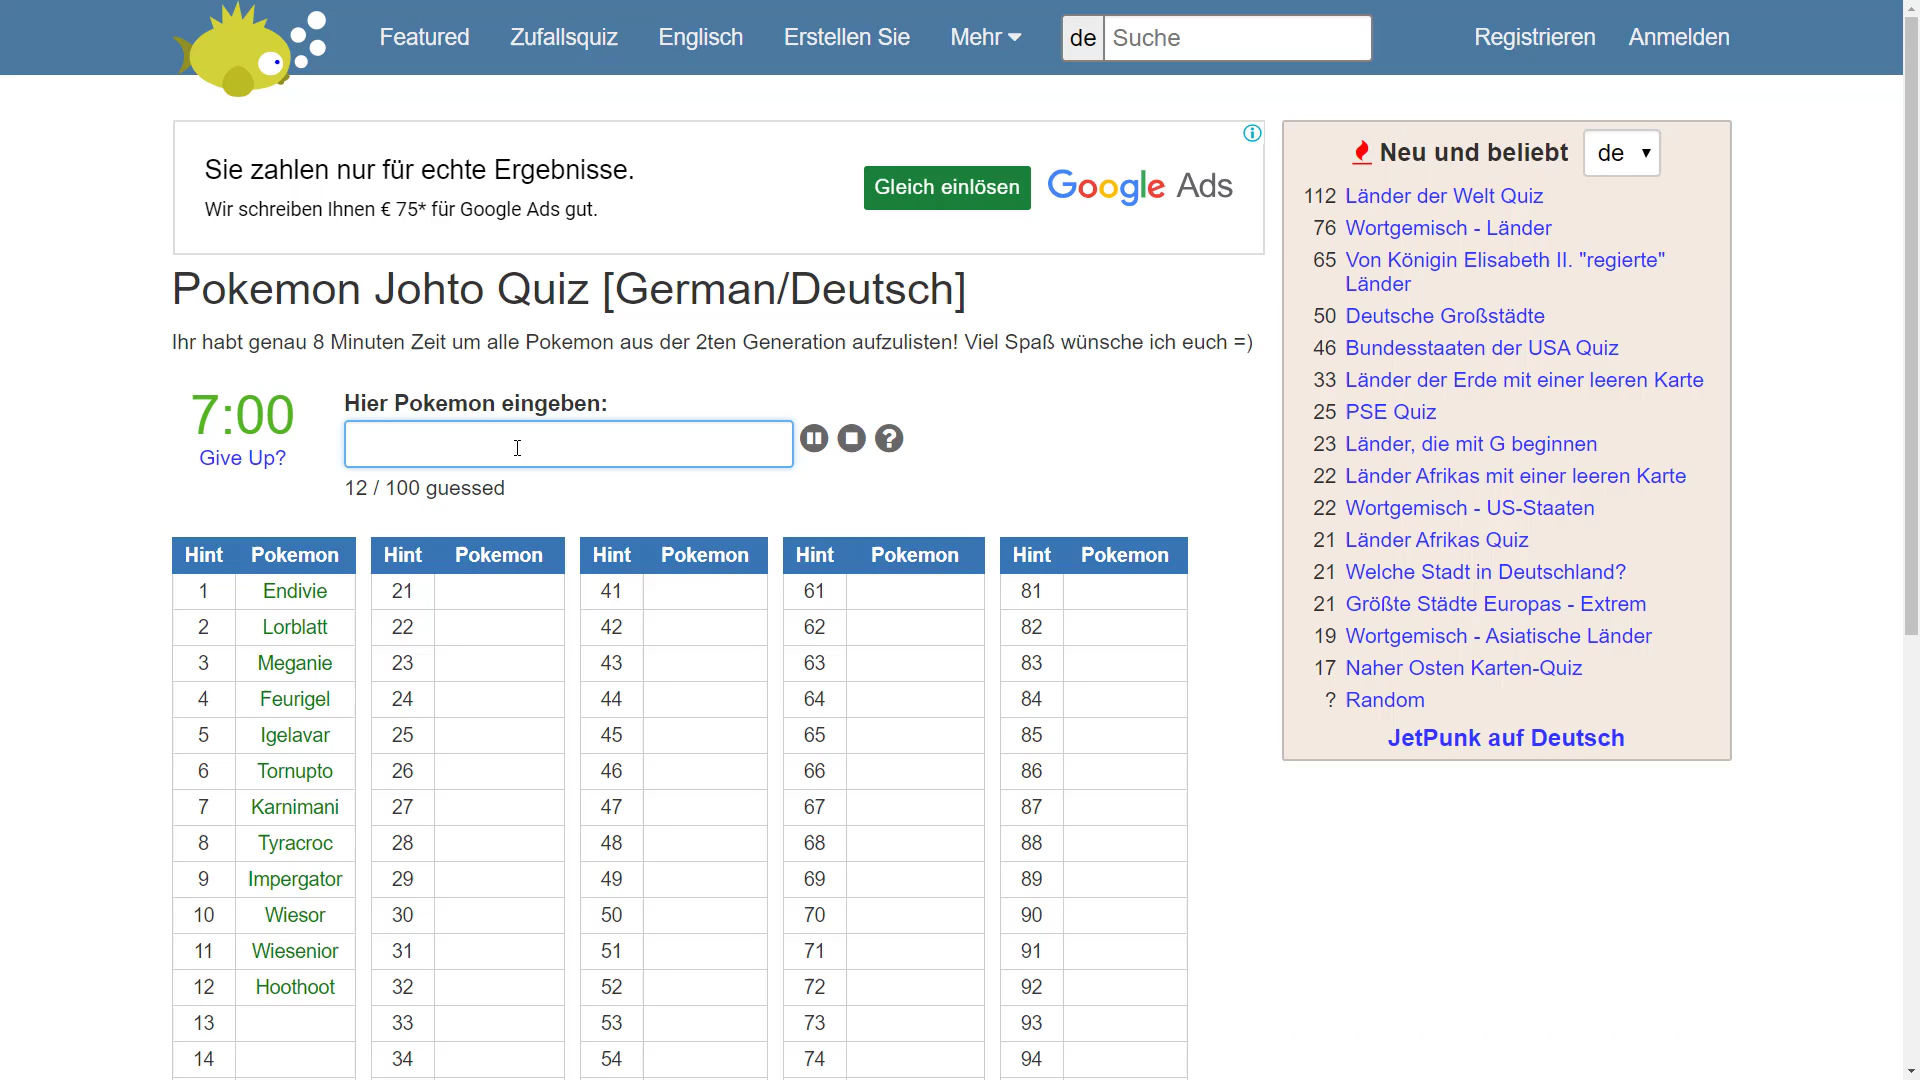 Featured Zufallsquiz Englisch Erstellen Sie Mehr de Suche Registrieren Anmelden
Sie zahlen nur für echte Ergebnisse.
Wir schreiben Ihnen € 75* für Google Ads gut.
Gleich einlösen Google Ads
Pokemon Johto Quiz [German/Deutsch]
Ihr habt genau 8 Minuten Zeit um alle Pokemon aus der 2ten Generation aufzulisten! Viel Spaß wünsche ich euch =)
7:00
Give Up?
Hier Pokemon eingeben:
12 / 100 guessed
Hint Pokemon Hint Pokemon Hint Pokemon Hint Pokemon Hint Pokemon
1 Endivie 21 41 61 81
2 Lorblatt 22 42 62 82
3 Meganie 23 43 63 83
4 Feurigel 24 44 64 84
5 Igelavar 25 45 65 85
6 Tornupto 26 46 66 86
7 Karnimani 27 47 67 87
8 Tyracroc 28 48 68 88
9 Impergator 29 49 69 89
10 Wiesor 30 50 70 90
11 Wiesenior 31 51 71 91
12 Hoothoot 32 52 72 92
13 33 53 73 93
14 34 54 74 94
Neu und beliebt de
112 Länder der Welt Quiz
76 Wortgemisch - Länder
65 Von Königin Elisabeth II. "regierte"
Länder
50 Deutsche Großstädte
46 Bundesstaaten der USA Quiz
33 Länder der Erde mit einer leeren Karte
25 PSE Quiz
23 Länder, die mit G beginnen
22 Länder Afrikas mit einer leeren Karte
22 Wortgemisch - US-Staaten
21 Länder Afrikas Quiz
21 Welche Stadt in Deutschland?
21 Größte Städte Europas - Extrem
19 Wortgemisch - Asiatische Länder
17 Naher Osten Karten-Quiz
? Random
JetPunk auf Deutsch